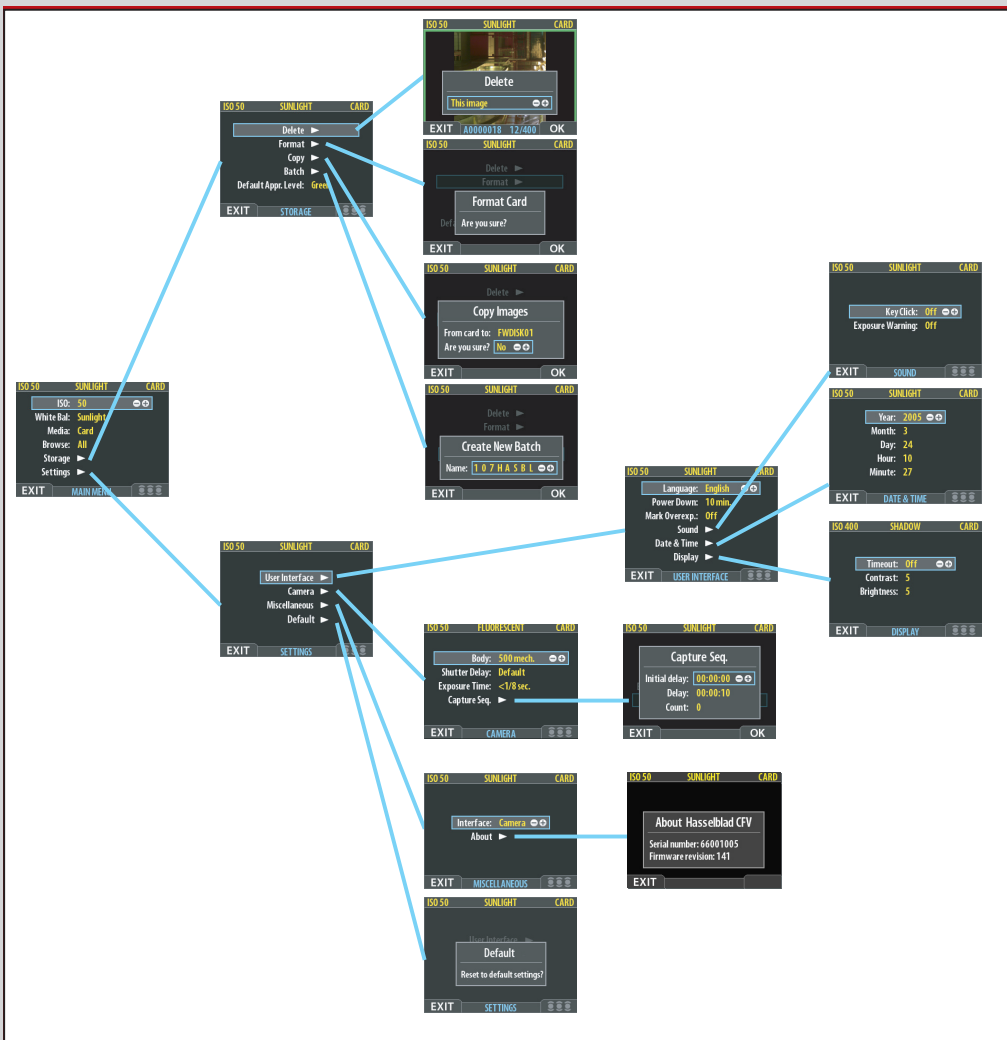 ISO 50 SUNLIGHT CARD
Delete
This image
EXIT A0000018 12/400 OK
ISO 50 SUNLIGHT CARD
Delete
Format
Copy
Batch
Default Appr. Level: Green
EXIT STORAGE
ISO 50 SUNLIGHT CARD
Delete
Format
Format Card
Are you sure?
EXIT OK
ISO 50 SUNLIGHT CARD
Delete
Copy Images
From card to: FWDISK01
Are you sure? No
EXIT OK
ISO 50 SUNLIGHT CARD
Delete
Format
Create New Batch
Name: 107HASBL
EXIT OK
ISO 50 SUNLIGHT CARD
ISO: 50
White Bal: Sunlight
Media: Card
Browse: All
Storage
Settings
EXIT MAIN MENU
ISO 50 SUNLIGHT CARD
User Interface
Camera
Miscellaneous
Default
EXIT SETTINGS
ISO 50 SUNLIGHT CARD
Language: English
Power Down: 10 min.
Mark Overexp.: Off
Sound
Date & Time
Display
EXIT USER INTERFACE
ISO 50 SUNLIGHT CARD
Key Click: Off
Exposure Warning: Off
EXIT SOUND
ISO 50 SUNLIGHT CARD
Year: 2005
Month: 3
Day: 24
Hour: 10
Minute: 27
EXIT DATE & TIME
ISO 400 SHADOW CARD
Timeout: Off
Contrast: 5
Brightness: 5
EXIT DISPLAY
ISO 50 FLUORESCENT CARD
Body: 500 mech.
Shutter Delay: Default
Exposure Time: <1/8 sec.
Capture Seq.
EXIT CAMERA
ISO 50 SUNLIGHT CARD
Capture Seq.
Initial delay: 00:00:00
Delay: 00:00:10
Count: 0
EXIT OK
ISO 50 SUNLIGHT CARD
Interface: Camera
About
EXIT MISCELLANEOUS
ISO 50 SUNLIGHT CARD
About Hasselblad CFV
Serial number: 66001005
Firmware revision: 141
EXIT
ISO 50 SUNLIGHT CARD
User Interface
Default
Reset to default settings?
EXIT SETTINGS